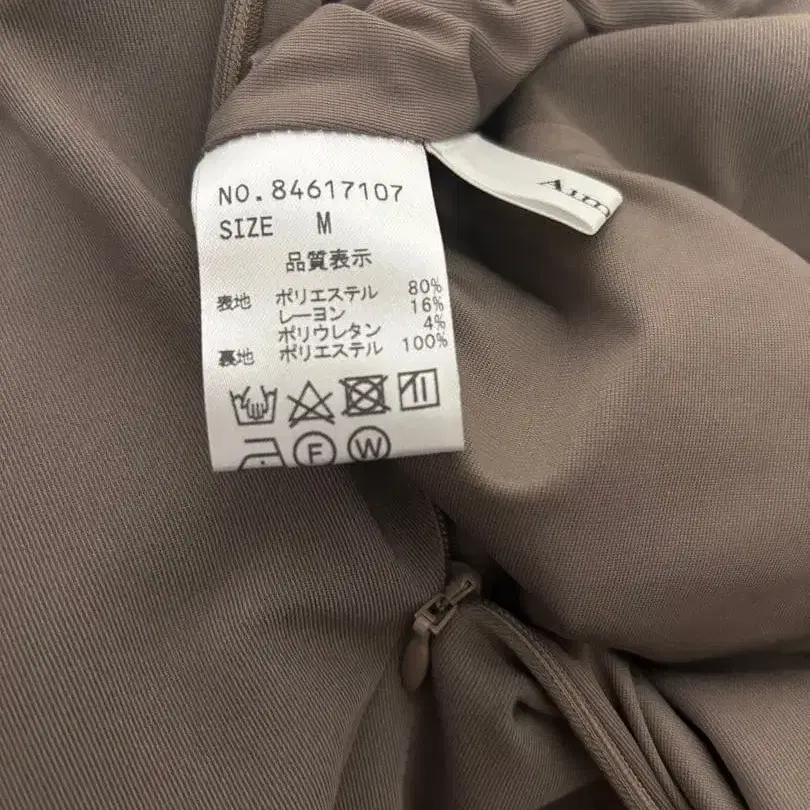 NO.84617107
SIZE M
品質表示
表地 ポリエステル 80%
レーヨン 16%
ポリウレタン 4%
裏地 ポリエステル 100%
F W